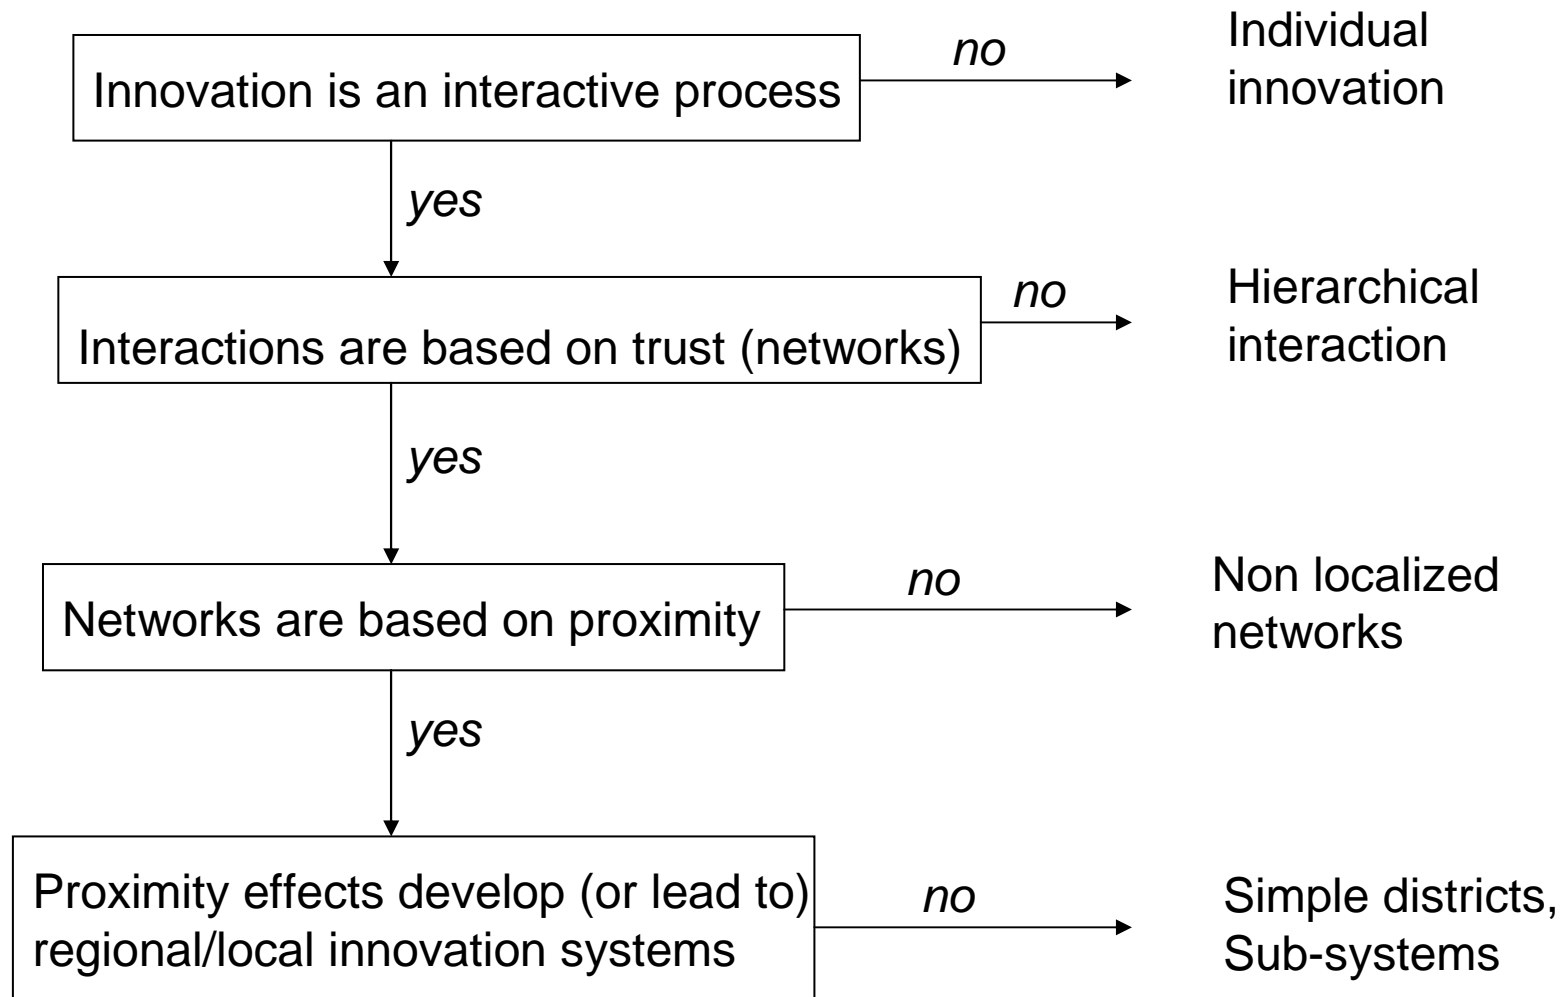 Innovation is an interactive process
no
Individual
innovation
yes
Interactions are based on trust (networks)
no
Hierarchical
interaction
yes
Networks are based on proximity
no
Non localized
networks
yes
Proximity effects develop (or lead to)
regional/local innovation systems
no
Simple districts,
Sub-systems